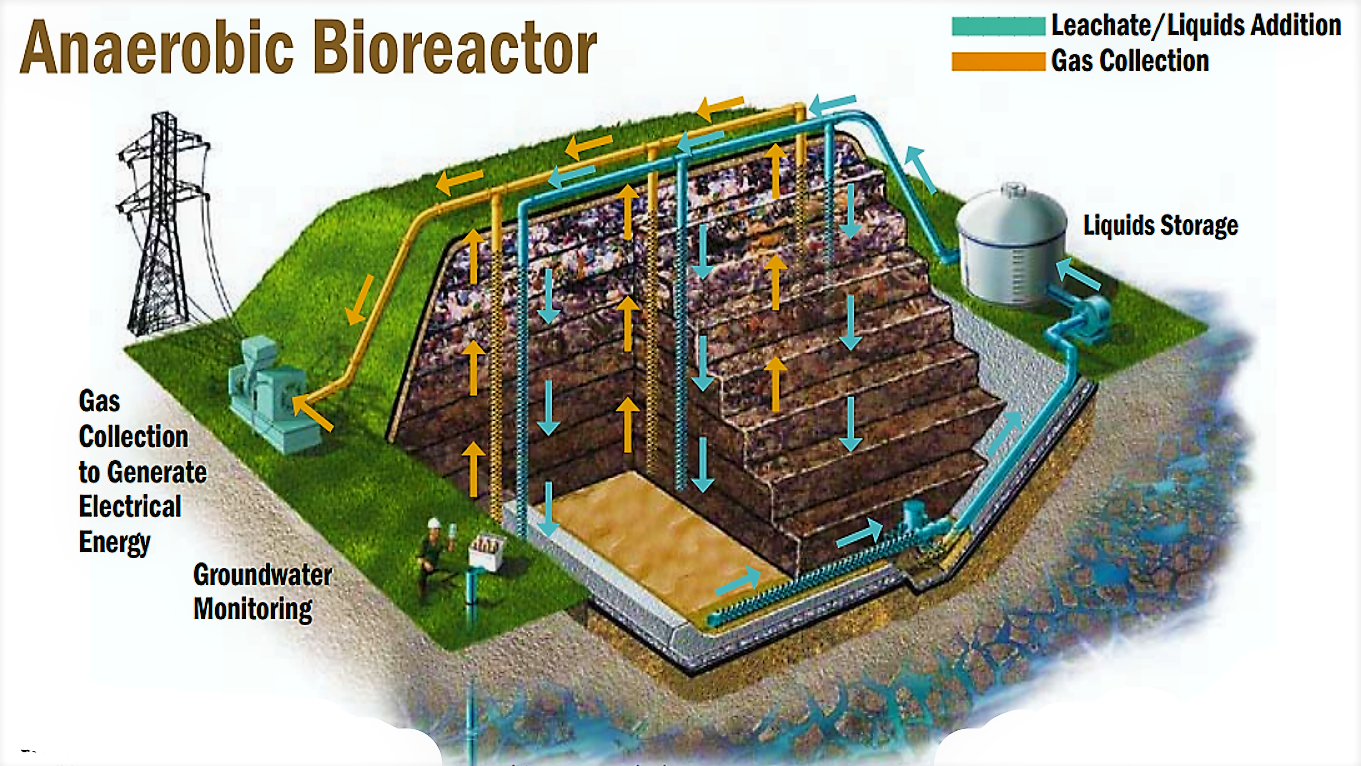 Anaerobic Bioreactor
Leachate/Liquids Addition
Gas Collection
Liquids Storage
Gas
Collection
to Generate
Electrical
Energy
Groundwater
Monitoring